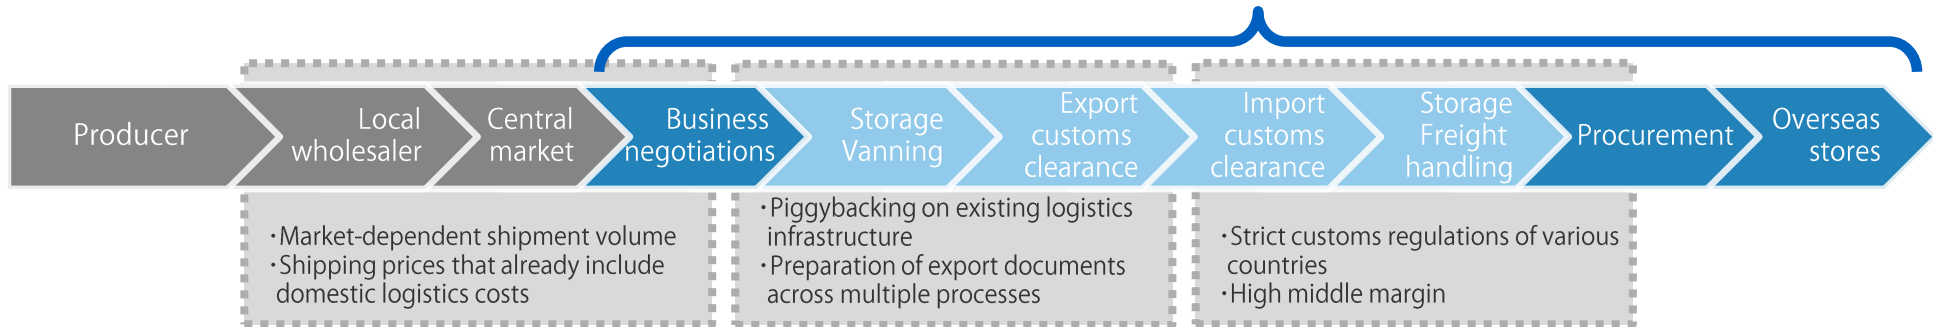 Producer
Local
wholesaler
Central
market
Business
negotiations
Storage
Vanning
Export
customs
clearance
Import
customs
clearance
Storage
Freight
handling
Procurement
Overseas
stores
・Market-dependent shipment volume
・Shipping prices that already include
domestic logistics costs
・Piggybacking on existing logistics
infrastructure
・Preparation of export documents
across multiple processes
・Strict customs regulations of various
countries
・High middle margin